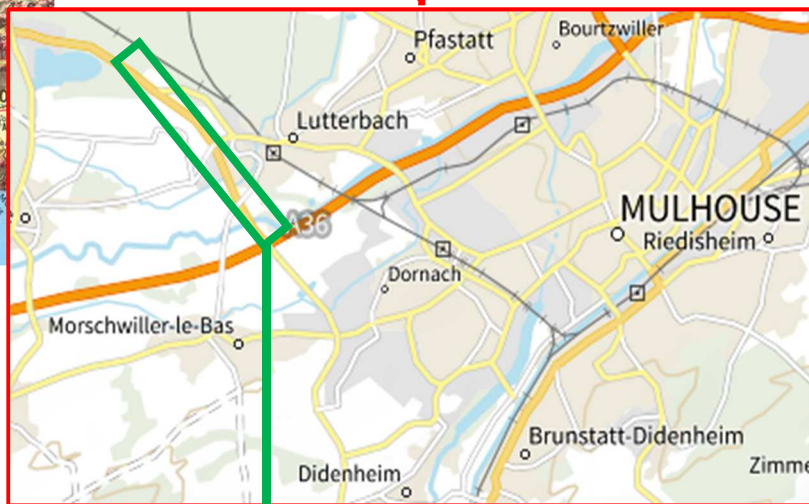 Bourtzwiller
Pfastatt
Lutterbach
MULHOUSE
A36
Riedisheim
Dornach
Morschwiller-le-Bas
Brunstatt-Didenheim
Zimme
Didenheim